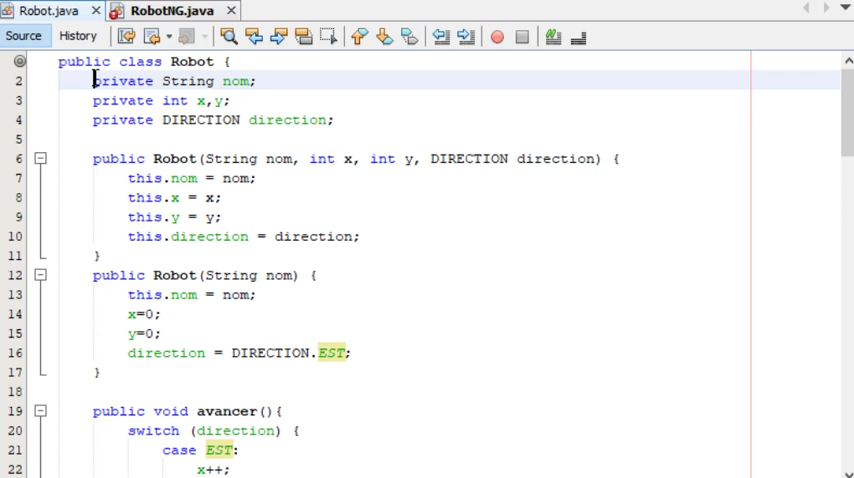 Robot.java RobotNG.java
Source History
public class Robot {
2 private String nom;
3 private int x,y;
4 private DIRECTION direction;
5
6 public Robot(String nom, int x, int y, DIRECTION direction) {
7 this.nom = nom;
8 this.x = x;
9 this.y = y;
10 this.direction = direction;
11 }
12 public Robot(String nom) {
13 this.nom = nom;
14 x=0;
15 y=0;
16 direction = DIRECTION.EST;
17 }
18
19 public void avancer(){
20 switch (direction) {
21 case EST:
22 x++;